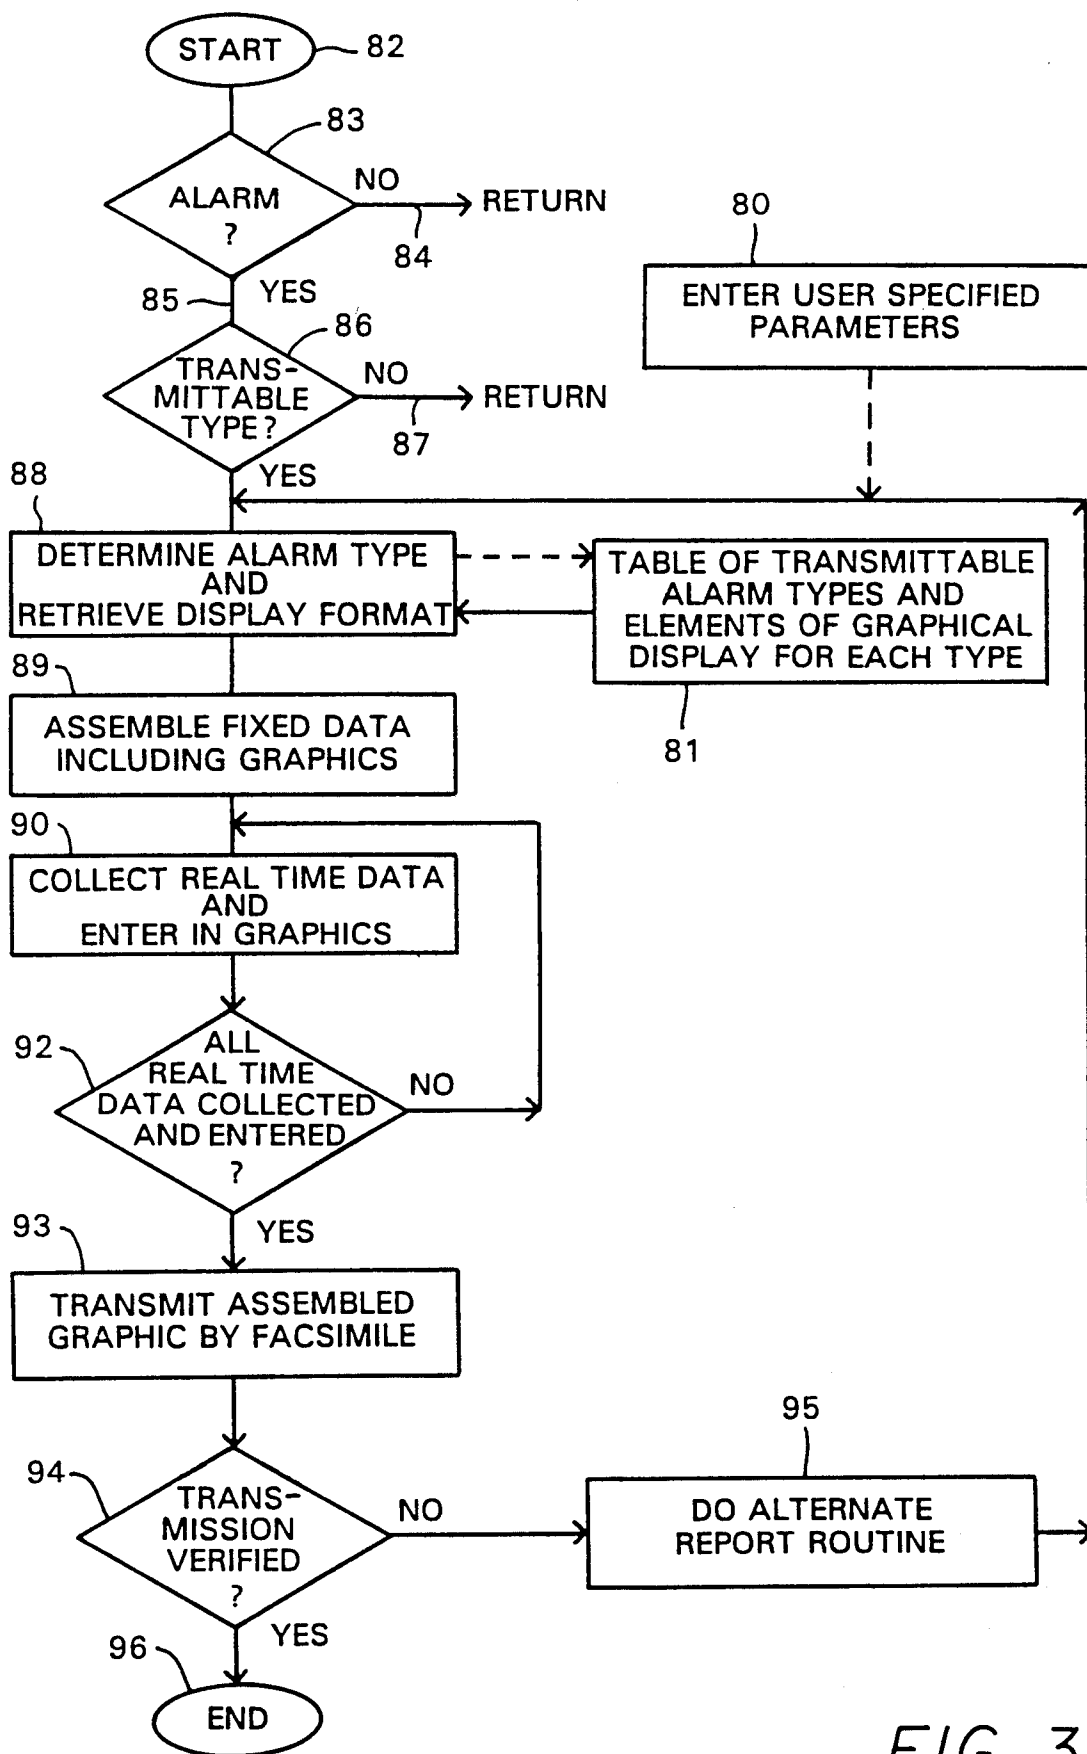 START
82
83
ALARM
?
NO
RETURN
84
85
YES
86
TRANS-
MITTABLE
TYPE?
NO
RETURN
87
YES
80
ENTER USER SPECIFIED
PARAMETERS
88
DETERMINE ALARM TYPE
AND
RETRIEVE DISPLAY FORMAT
TABLE OF TRANSMITTABLE
ALARM TYPES AND
ELEMENTS OF GRAPHICAL
DISPLAY FOR EACH TYPE
81
89
ASSEMBLE FIXED DATA
INCLUDING GRAPHICS
90
COLLECT REAL TIME DATA
AND
ENTER IN GRAPHICS
92
ALL
REAL TIME
DATA COLLECTED
AND ENTERED
?
NO
YES
93
TRANSMIT ASSEMBLED
GRAPHIC BY FACSIMILE
94
TRANS-
MISSION
VERIFIED
?
NO
95
DO ALTERNATE
REPORT ROUTINE
YES
96
END
FIG. 3